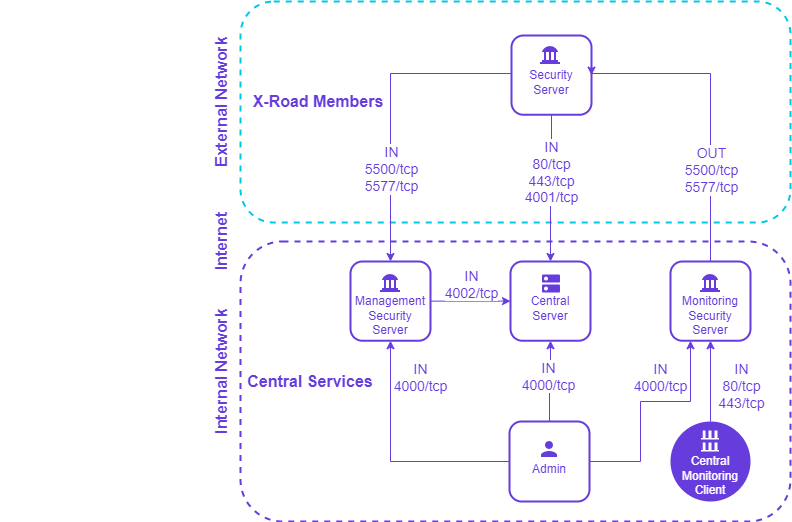 External Network
X-Road Members
Security
Server
IN
5500/tcp
5577/tcp
IN
80/tcp
443/tcp
4001/tcp
OUT
5500/tcp
5577/tcp
Internet
Internal Network
Central Services
Management
Security
Server
IN
4002/tcp
Central
Server
Monitoring
Security
Server
IN
4000/tcp
IN
4000/tcp
IN
4000/tcp
IN
80/tcp
443/tcp
Admin
Central
Monitoring
Client